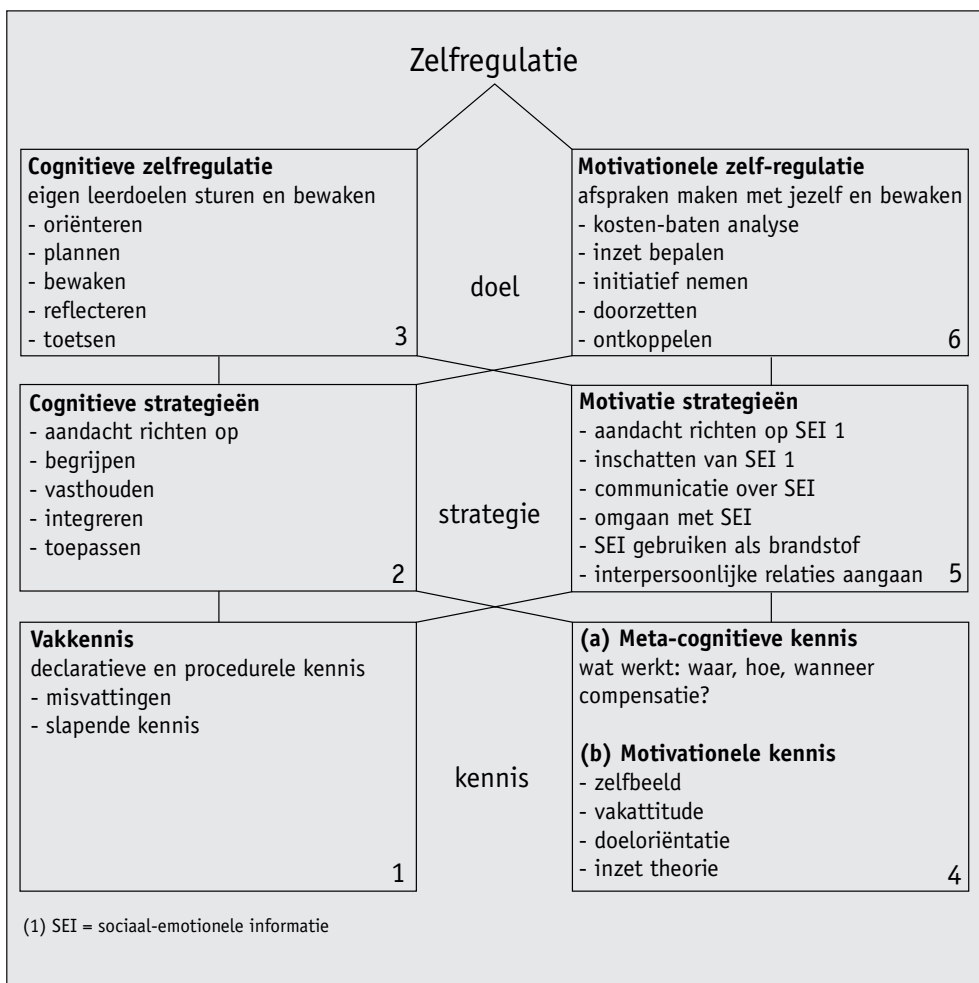 Zelfregulatie
Cognitieve zelfregulatie
eigen leerdoelen sturen en bewaken
- oriënteren
- plannen
- bewaken
- reflecteren
- toetsen
3
doel
Motivationele zelf-regulatie
afspraken maken met jezelf en bewaken
- kosten-baten analyse
- inzet bepalen
- initiatief nemen
- doorzetten
- ontkoppelen
6
Cognitieve strategieën
- aandacht richten op
- begrijpen
- vasthouden
- integreren
- toepassen
2
strategie
Motivatie strategieën
- aandacht richten op SEI 1
- inschatten van SEI 1
- communicatie over SEI
- omgaan met SEI
- SEI gebruiken als brandstof
- interpersoonlijke relaties aangaan
5
Vakkennis
declaratieve en procedurele kennis
- misvattingen
- slapende kennis
1
kennis
(a) Meta-cognitieve kennis
wat werkt: waar, hoe, wanneer
compensatie?
(b) Motivationele kennis
- zelfbeeld
- vakattitude
- doeloriëntatie
- inzet theorie
4
(1) SEI = sociaal-emotionele informatie